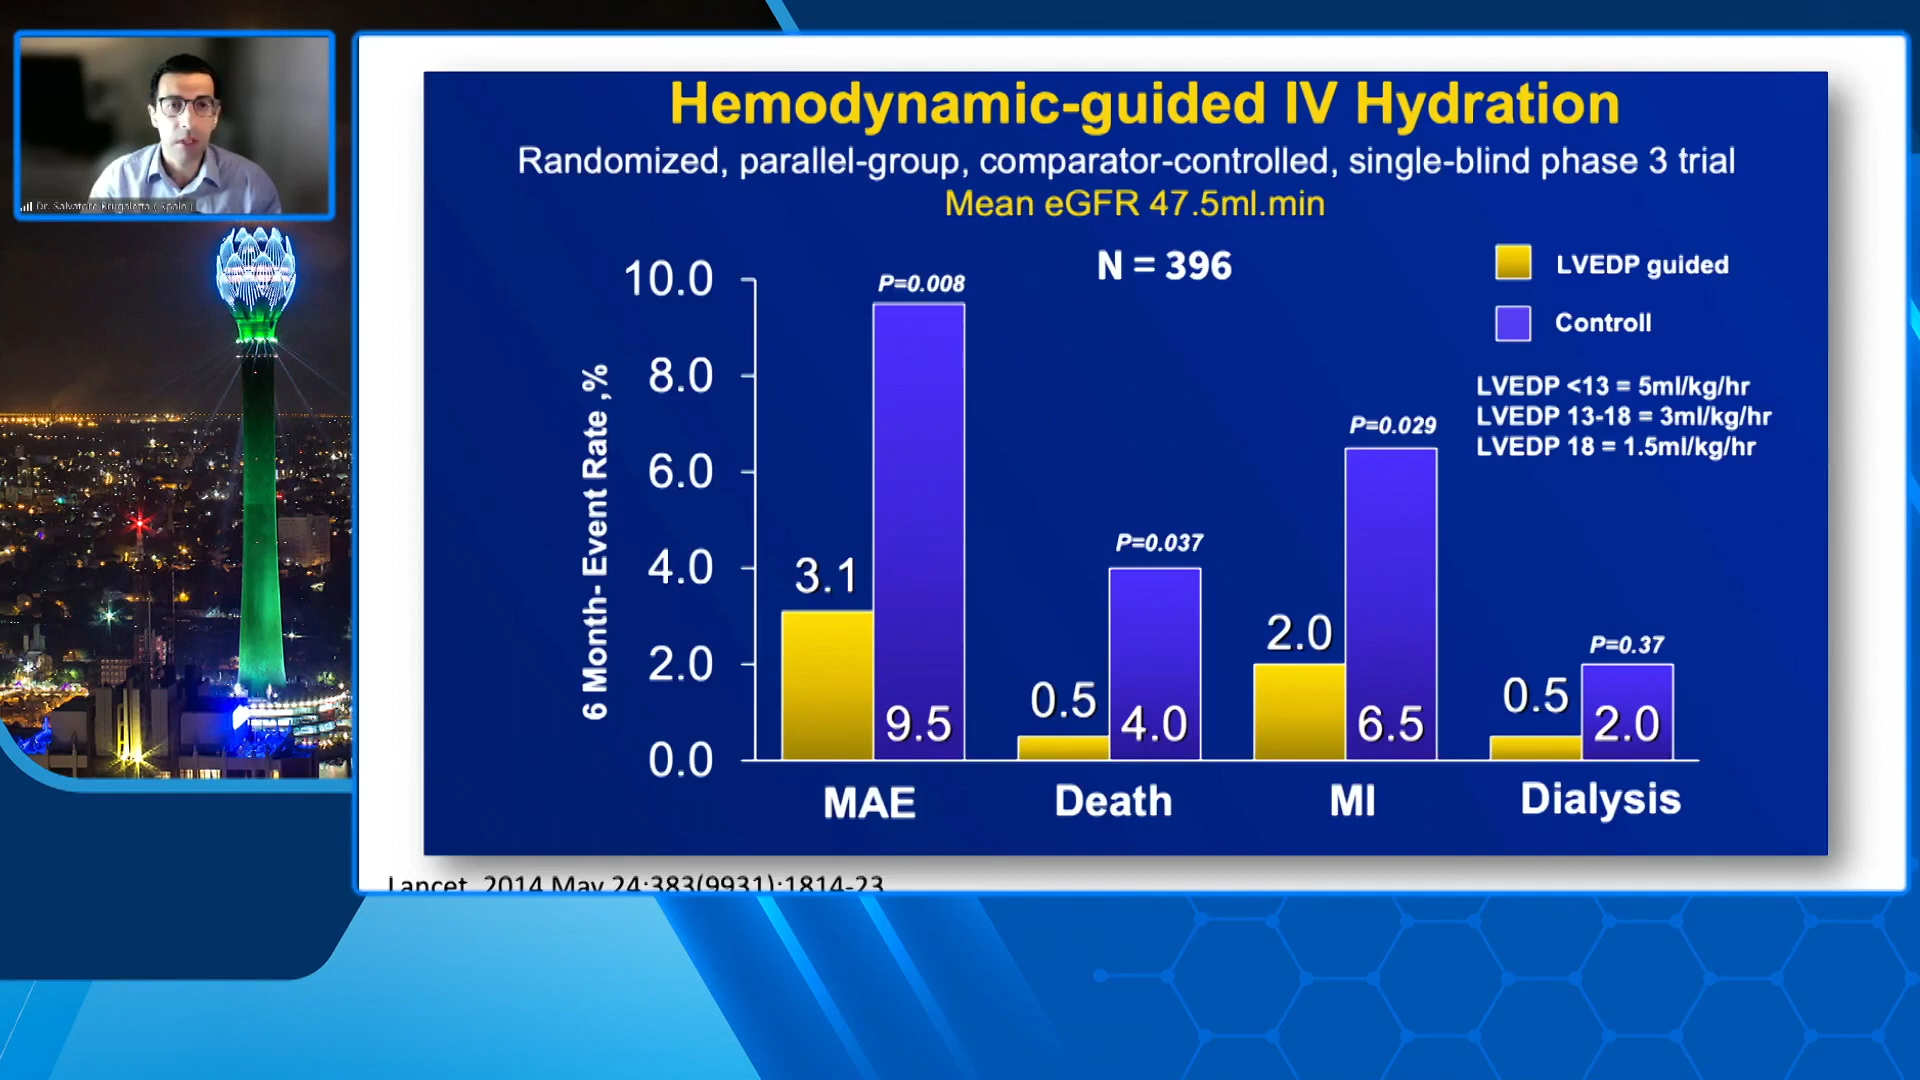 Dr. Salvatore Brugaletta ( Spain )
Hemodynamic-guided IV Hydration
Randomized, parallel-group, comparator-controlled, single-blind phase 3 trial
Mean eGFR 47.5ml.min
N = 396
LVEDP guided
Controll
LVEDP <13 = 5ml/kg/hr
LVEDP 13-18 = 3ml/kg/hr
LVEDP 18 = 1.5ml/kg/hr
6 Month- Event Rate ,%
10.0
8.0
6.0
4.0
2.0
0.0
P=0.008
3.1
9.5
P=0.037
0.5
4.0
P=0.029
2.0
6.5
P=0.37
0.5
2.0
MAE
Death
MI
Dialysis
Lancet. 2014 May 24;383(9931):1814-23